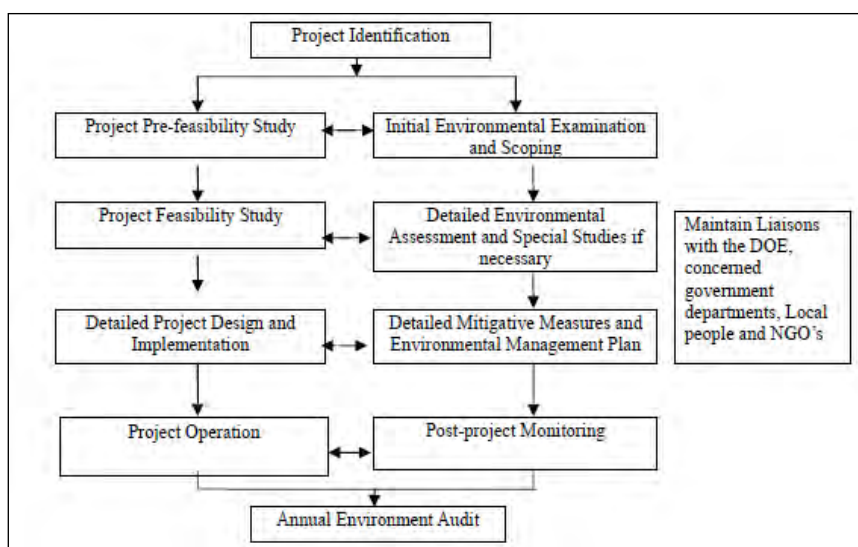 Project Identification
Project Pre-feasibility Study
Initial Environmental Examination
and Scoping
Project Feasibility Study
Detailed Environmental
Assessment and Special Studies if
necessary
Maintain Liaisons
with the DOE,
concerned
government
departments, Local
people and NGO's
Detailed Project Design and
Implementation
Detailed Mitigative Measures and
Environmental Management Plan
Project Operation
Post-project Monitoring
Annual Environment Audit